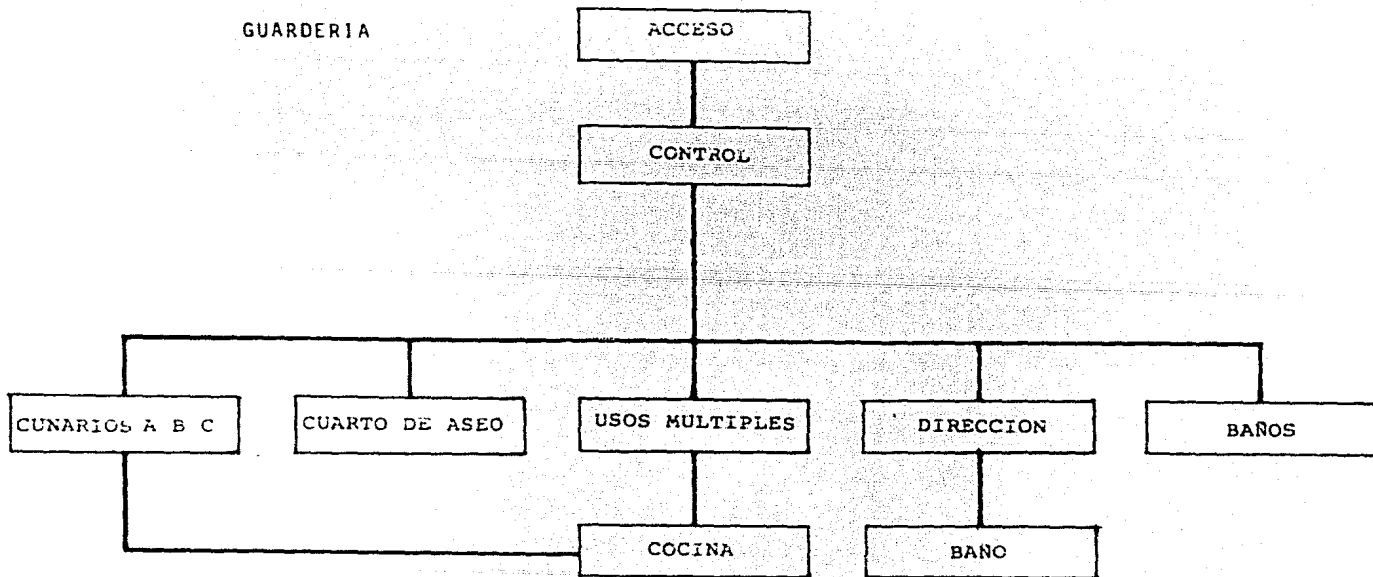 GUARDERIA
ACCESO
CONTROL
CUNARIOS A B C
CUARTO DE ASEO
USOS MULTIPLES
DIRECCION
BAÑOS
COCINA
BAÑO